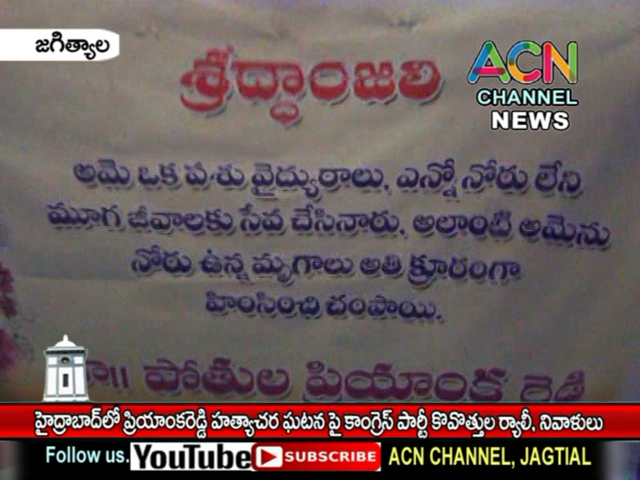 జగిత్యాల
ACN
CHANNEL
NEWS
శ్రద్ధాంజలి
ఆమె ఒక పశు వైద్యురాలు, ఎన్నో నోరు లేని
మూగ జీవాలకు సేవ చేసినారు, అలాంటి ఆమెను
నోరు ఉన్న మృగాలు అతి క్రూరంగా
హింసించి చంపాయి.
డా|| పోతుల ప్రియాంక రెడ్డి
హైద్రాబాద్‌లో ప్రియాంకరెడ్డి హత్యాచర ఘటన పై కాంగ్రెస్ పార్టీ కొవొత్తుల ర్యాలీ, నివాళులు
Follow us. YouTube SUBSCRIBE ACN CHANNEL, JAGTIAL